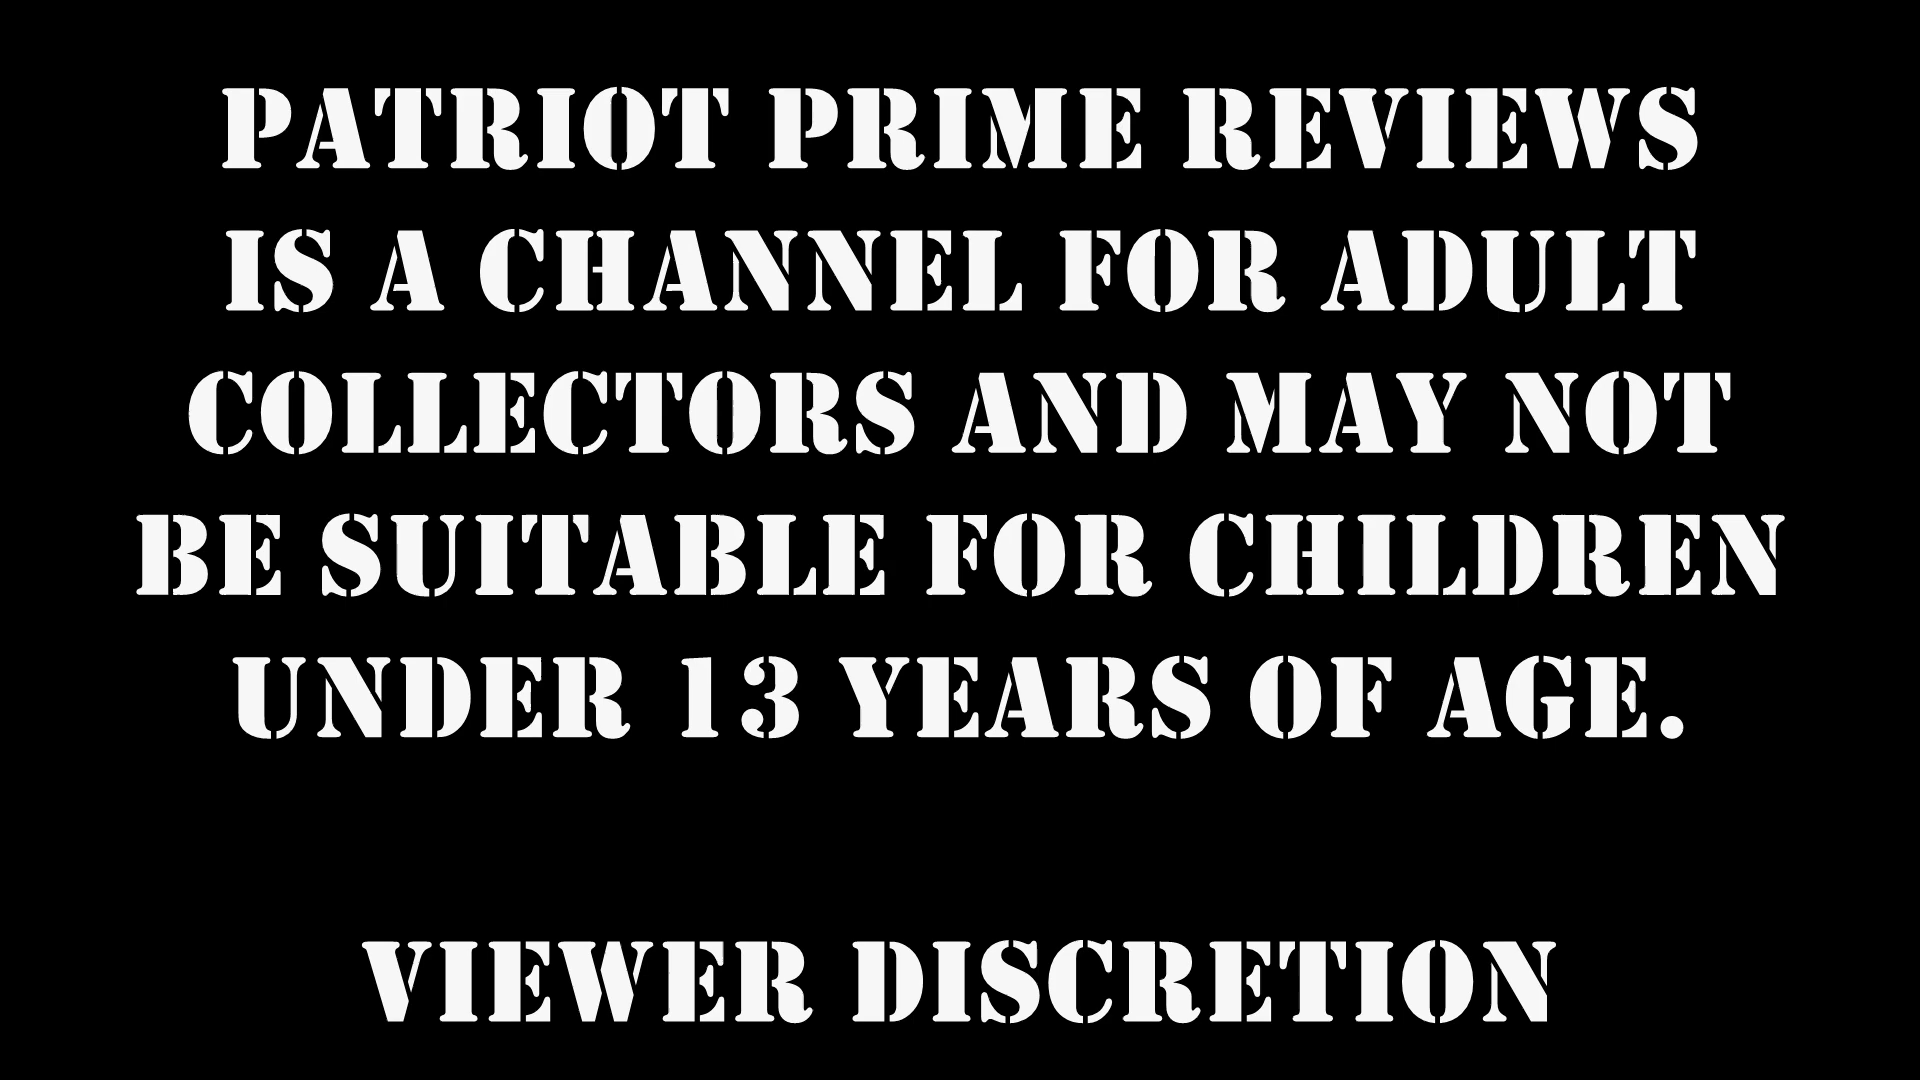 PATRIOT PRIME REVIEWS
IS A CHANNEL FOR ADULT
COLLECTORS AND MAY NOT
BE SUITABLE FOR CHILDREN
UNDER 13 YEARS OF AGE.
VIEWER DISCRETION